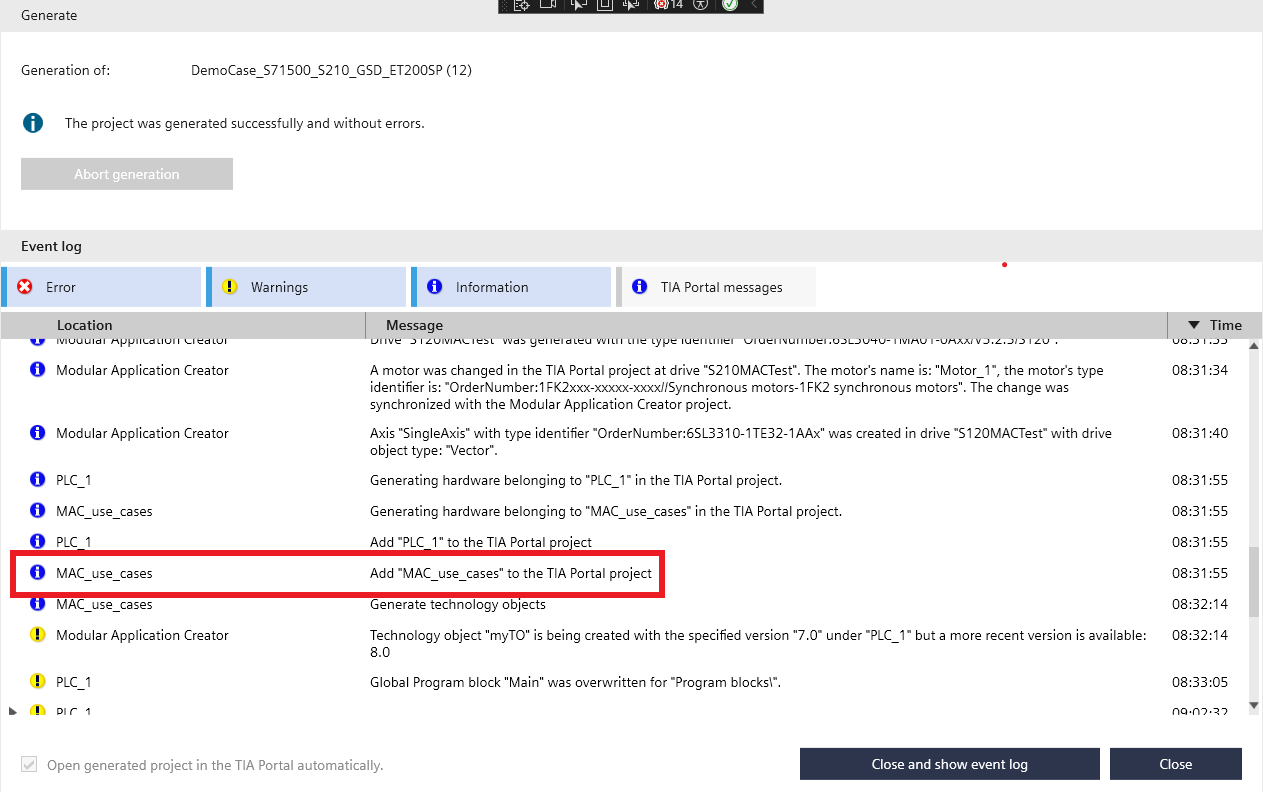 14
Generate
Generation of:
DemoCase_S71500_S210_GSD_ET200SP (12)
The project was generated successfully and without errors.
Abort generation
Event log
Error
Warnings
Information
TIA Portal messages
Location
Message
Time
Modular Application Creator
Drive "S120MACTest" was generated with the type identifier "OrderNumber:6SL3040-1MA01-0Axx/V5.2.3/S120".
08:31:33
Modular Application Creator
A motor was changed in the TIA Portal project at drive "S210MACTest". The motor's name is: "Motor_1", the motor's type
identifier is: "OrderNumber:1FK2xxx-xxxxx-xxxx//Synchronous motors-1FK2 synchronous motors". The change was
synchronized with the Modular Application Creator project.
08:31:34
Modular Application Creator
Axis "SingleAxis" with type identifier "OrderNumber:6SL3310-1TE32-1AAx" was created in drive "S120MACTest" with drive
object type: "Vector".
08:31:40
PLC_1
Generating hardware belonging to "PLC_1" in the TIA Portal project.
08:31:55
MAC_use_cases
Generating hardware belonging to "MAC_use_cases" in the TIA Portal project.
08:31:55
PLC_1
Add "PLC_1" to the TIA Portal project
08:31:55
MAC_use_cases
Add "MAC_use_cases" to the TIA Portal project
08:31:55
MAC_use_cases
Generate technology objects
08:32:14
Modular Application Creator
Technology object "myTO" is being created with the specified version "7.0" under "PLC_1" but a more recent version is available:
8.0
08:32:14
PLC_1
Global Program block "Main" was overwritten for "Program blocks\".
08:33:05
PLC_1
09:02:32
Open generated project in the TIA Portal automatically.
Close and show event log
Close